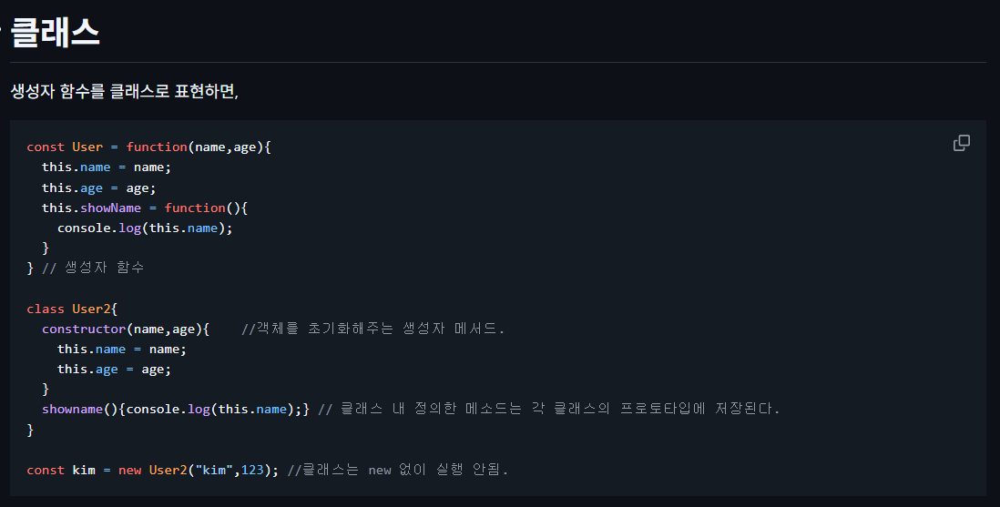 클래스
생성자 함수를 클래스로 표현하면,
const User = function(name,age){
  this.name = name;
  this.age = age;
  this.showName = function(){
    console.log(this.name);
  }
} // 생성자 함수
class User2{
  constructor(name,age){    //객체를 초기화해주는 생성자 메서드.
    this.name = name;
    this.age = age;
  }
  showname(){console.log(this.name);} // 클래스 내 정의한 메소드는 각 클래스의 프로토타입에 저장된다.
}
const kim = new User2("kim",123); //클래스는 new 없이 실행 안됨.